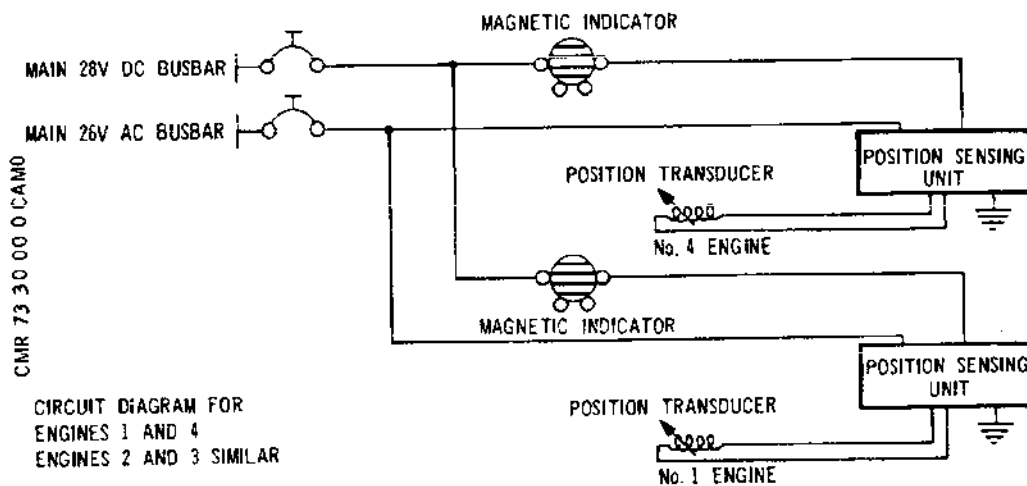 MAGNETIC INDICATOR
MAIN 28V DC BUSBAR
MAIN 26V AC BUSBAR
POSITION SENSING
UNIT
POSITION TRANSDUCER
No. 4 ENGINE
MAGNETIC INDICATOR
POSITION SENSING
UNIT
POSITION TRANSDUCER
No. 1 ENGINE
CIRCUIT DIAGRAM FOR
ENGINES 1 AND 4
ENGINES 2 AND 3 SIMILAR
CMR 73 30 00 0 CAM0